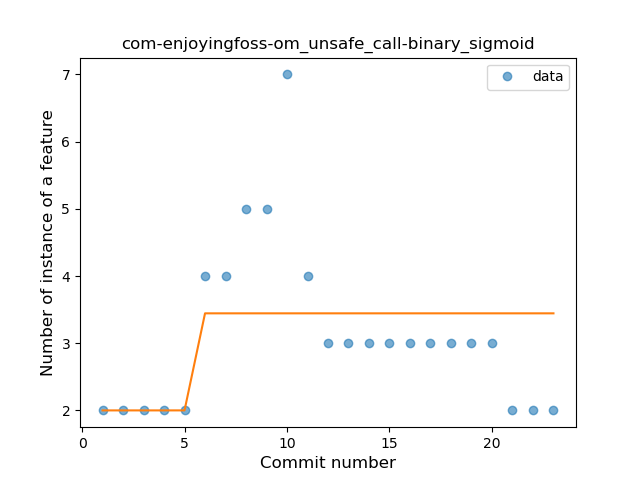 com-enjoyingfoss-om_unsafe_call-binary_sigmoid
data
Number of instance of a feature
7
6
5
4
3
2
0
5
10
15
20
Commit number